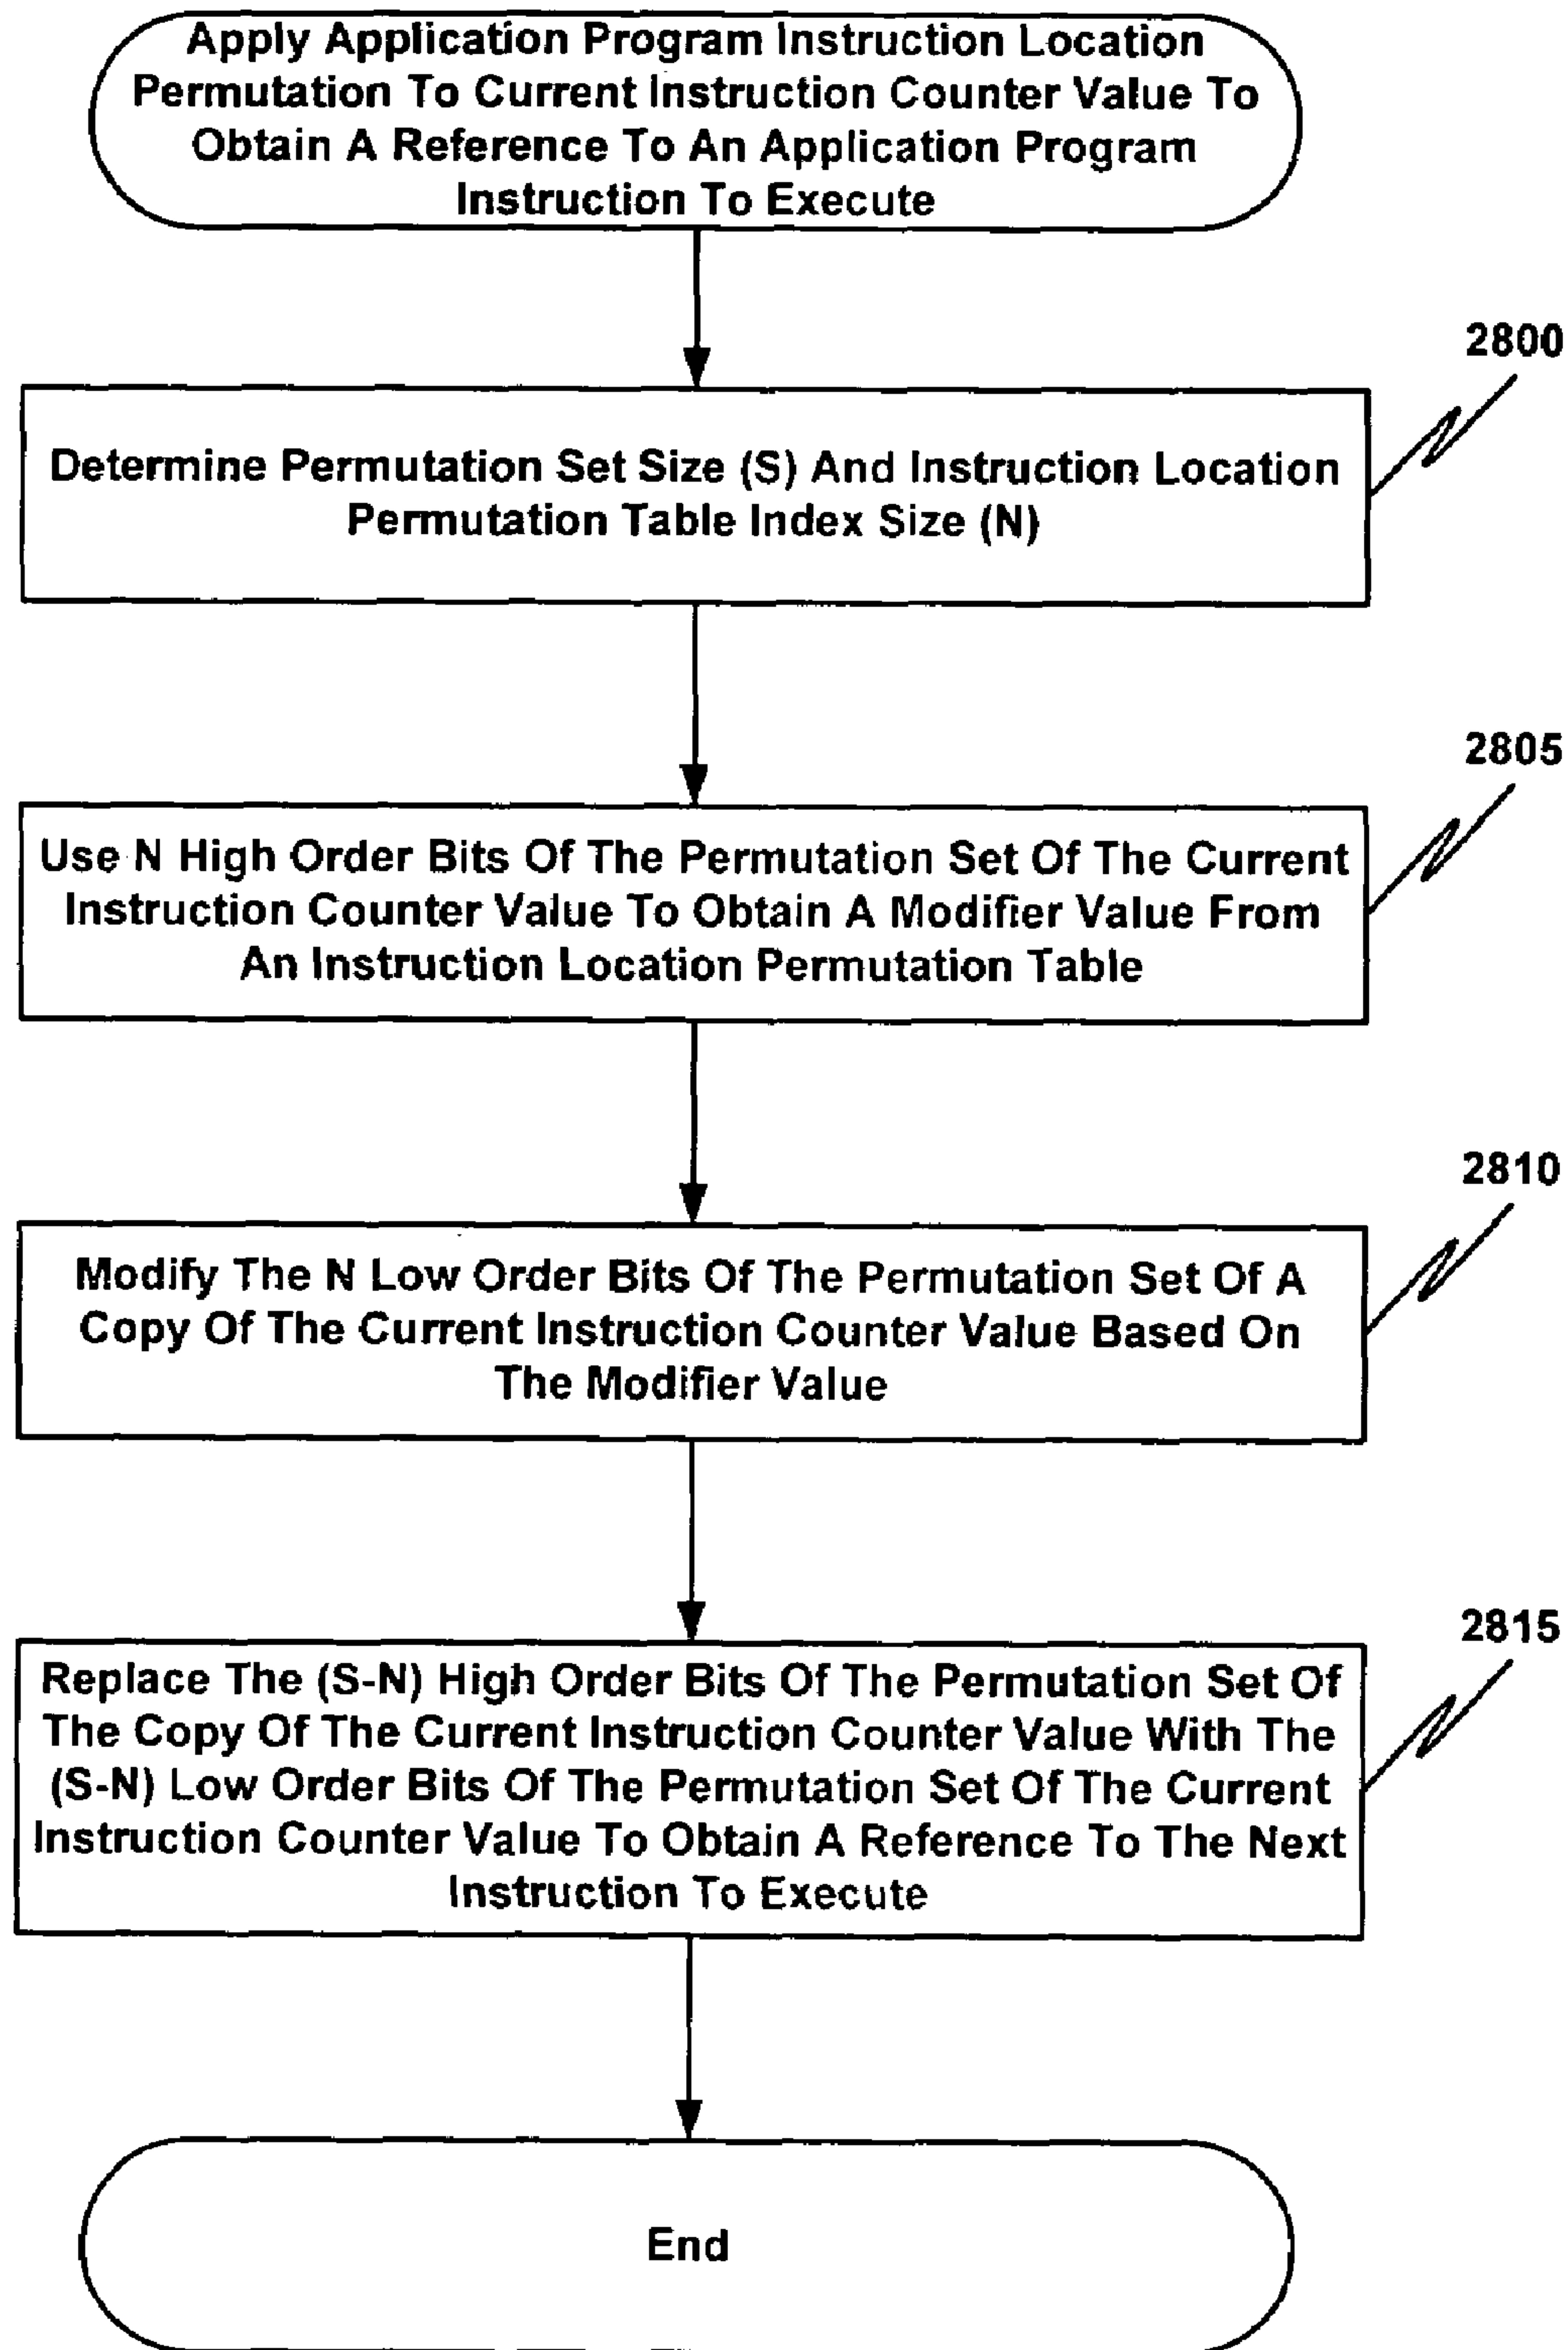 Apply Application Program Instruction Location
Permutation To Current Instruction Counter Value To
Obtain A Reference To An Application Program
Instruction To Execute
2800
Determine Permutation Set Size (S) And Instruction Location
Permutation Table Index Size (N)
2805
Use N High Order Bits Of The Permutation Set Of The Current
Instruction Counter Value To Obtain A Modifier Value From
An Instruction Location Permutation Table
2810
Modify The N Low Order Bits Of The Permutation Set Of A
Copy Of The Current Instruction Counter Value Based On
The Modifier Value
2815
Replace The (S-N) High Order Bits Of The Permutation Set Of
The Copy Of The Current Instruction Counter Value With The
(S-N) Low Order Bits Of The Permutation Set Of The Current
Instruction Counter Value To Obtain A Reference To The Next
Instruction To Execute
End